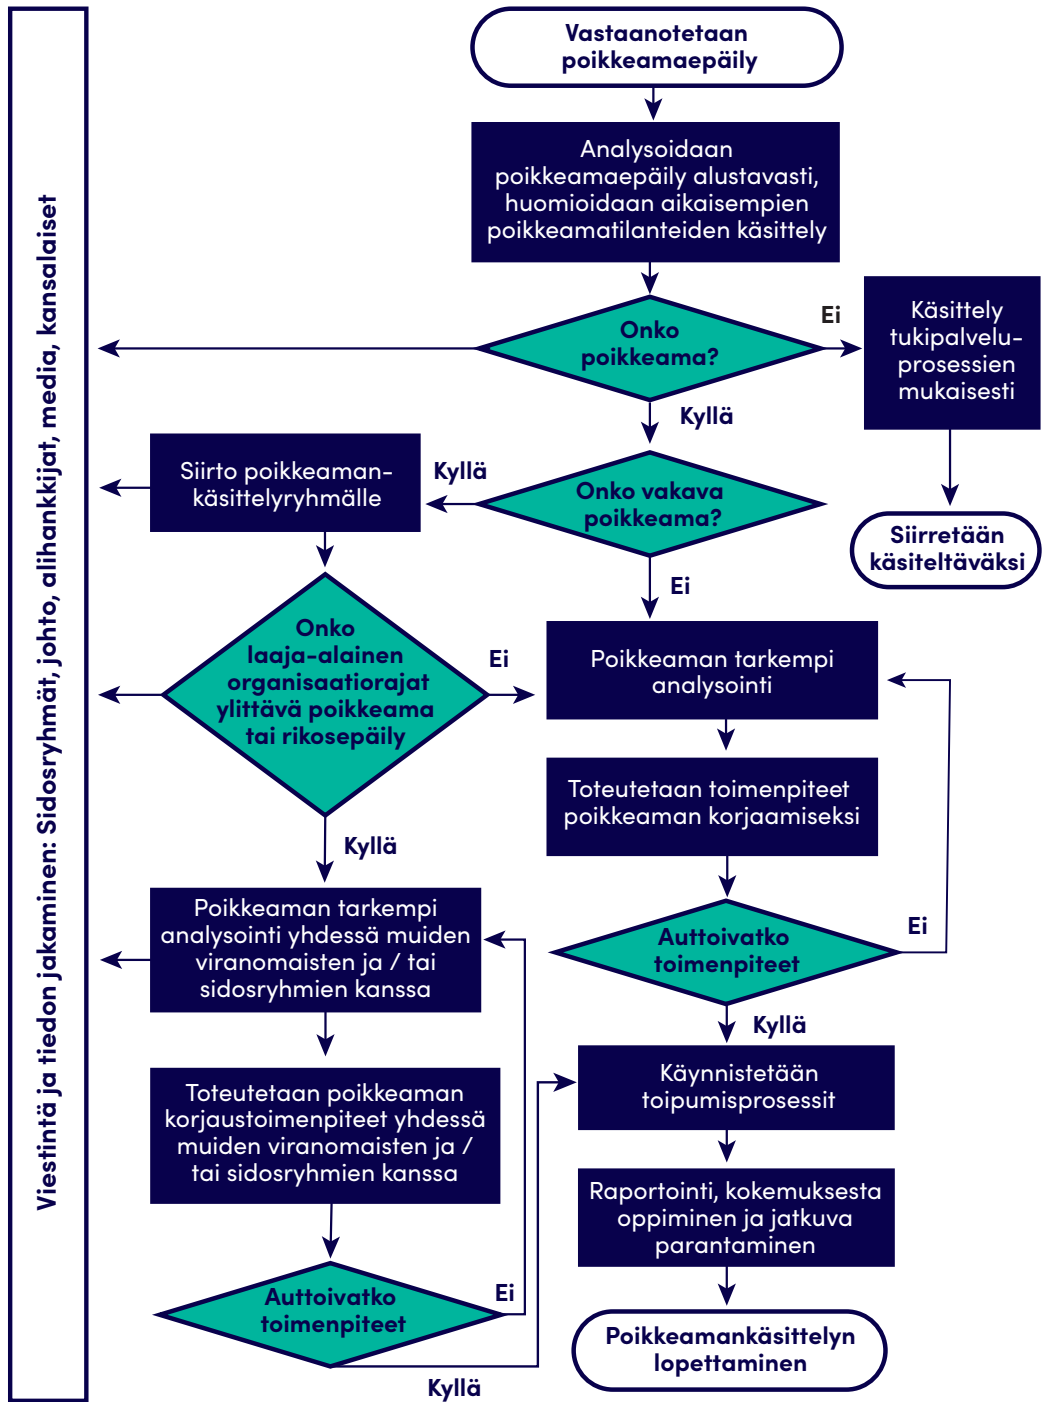 Viestintä ja tiedon jakaminen: Sidosryhmät, johto, alihankkijat, media, kansalaiset
Vastaanotetaan
poikkeamaepäily
Analysoidaan
poikkeamaepäily alustavasti,
huomioidaan aikaisempien
poikkeamatilanteiden käsittely
Onko
poikkeama?
Ei
Käsittely
tukipalvelu-
prosessien
mukaisesti
Siirretään
käsiteltäväksi
Kyllä
Onko vakava
poikkeama?
Kyllä
Siirto poikkeaman-
käsittelyryhmälle
Ei
Onko
laaja-alainen
organisaatiorajat
ylittävä poikkeama
tai rikosepäily
Ei
Poikkeaman tarkempi
analysointi
Toteutetaan toimenpiteet
poikkeaman korjaamiseksi
Auttoivatko
toimenpiteet
Ei
Kyllä
Kyllä
Poikkeaman tarkempi
analysointi yhdessä muiden
viranomaisten ja / tai
sidosryhmien kanssa
Toteutetaan poikkeaman
korjaustoimenpiteet yhdessä
muiden viranomaisten ja /
tai sidosryhmien kanssa
Auttoivatko
toimenpiteet
Ei
Kyllä
Käynnistetään
toipumisprosessit
Raportointi, kokemuksesta
oppiminen ja jatkuva
parantaminen
Poikkeamankäsittelyn
lopettaminen